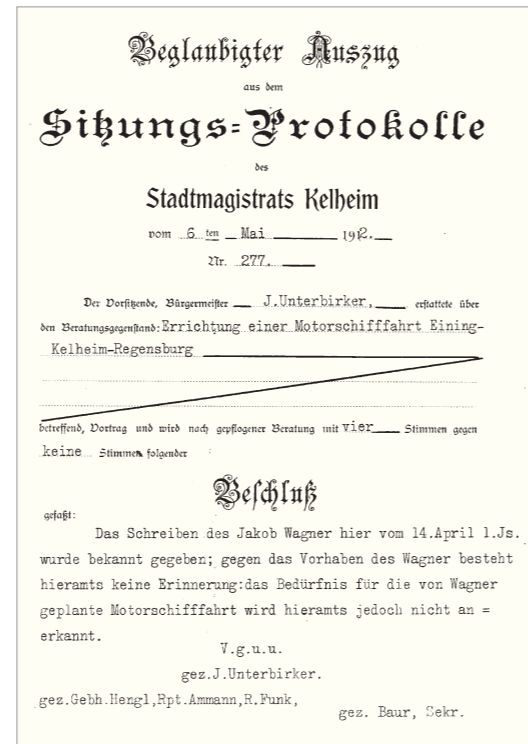 Beglaubigter Auszug
aus dem
Sitzungs=Protokolle
des
Stadtmagistrats Kelheim
vom 6 ten Mai 1912.
Nr. 277.
Der Vorsitzende, Bürgermeister J.Unterbirker, erstattete über
den Beratungsgegenstand: Errichtung einer Motorschifffahrt Eining-
Kelheim-Regensburg
betreffend, Vortrag und wird nach gepflogener Beratung mit vier Stimmen gegen
keine Stimmen folgender
Beschluß
gefaßt:
Das Schreiben des Jakob Wagner hier vom 14.April l.Js.
wurde bekannt gegeben; gegen das Vorhaben des Wagner besteht
hieramts keine Erinnerung:das Bedürfnis für die von Wagner
geplante Motorschifffahrt wird hieramts jedoch nicht an =
erkannt.
V.g.u.u.
gez.J.Unterbirker.
gez.Gebh.Hengl,Rpt.Ammann,R.Funk,
gez. Baur, Sekr.